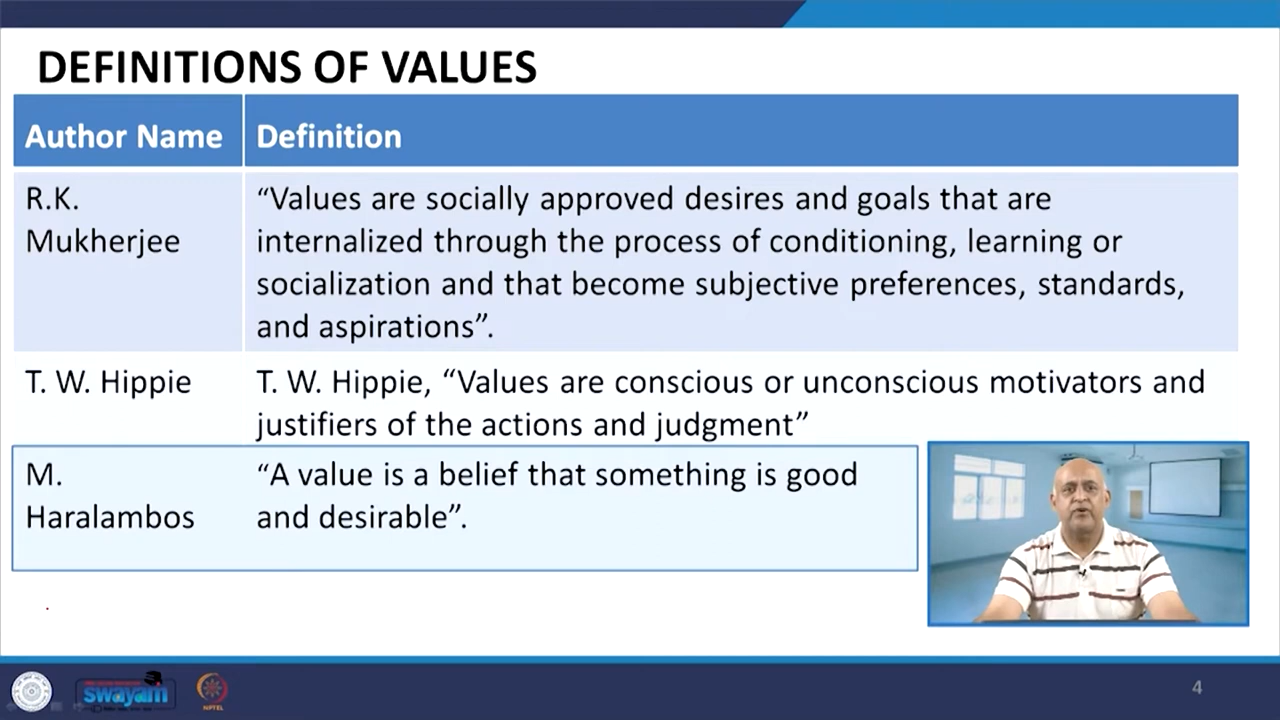 DEFINITIONS OF VALUES
Author Name
Definition
R.K.
Mukherjee
“Values are socially approved desires and goals that are
internalized through the process of conditioning, learning or
socialization and that become subjective preferences, standards,
and aspirations”.
T. W. Hippie
T. W. Hippie, “Values are conscious or unconscious motivators and
justifiers of the actions and judgment”
M.
Haralambos
“A value is a belief that something is good
and desirable”.
swayam
NPTEL
4